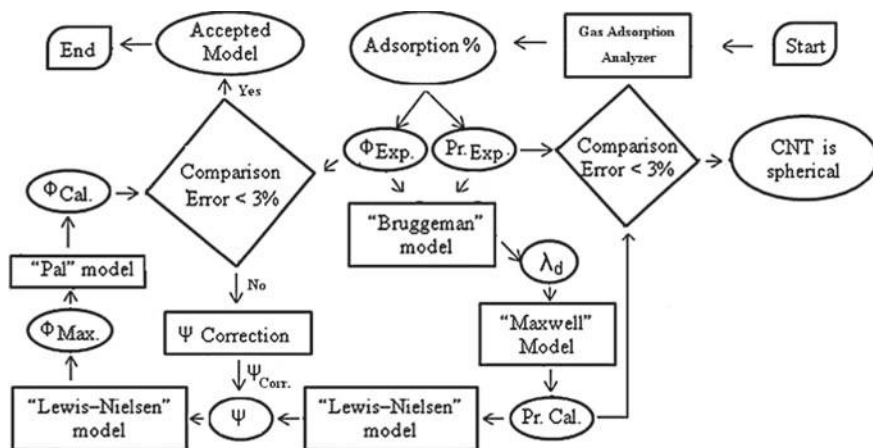 End
Accepted
Model
Adsorption %
Gas Adsorption
Analyzer
Start
Yes
Comparison
Error < 3%
ΦExp.
Pr. Exp.
Comparison
Error < 3%
CNT is
spherical
ΦCal.
"Bruggeman"
model
"Pal" model
No
λd
ΦMax.
Ψ Correction
"Maxwell"
Model
ΨCorr.
"Lewis–Nielsen"
model
Ψ
"Lewis–Nielsen"
model
Pr. Cal.